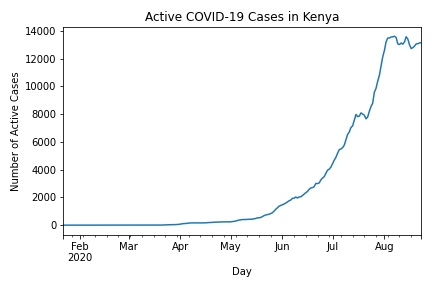 Active COVID-19 Cases in Kenya
Number of Active Cases
14000
12000
10000
8000
6000
4000
2000
0
Feb Mar Apr May Jun Jul Aug
2020
Day